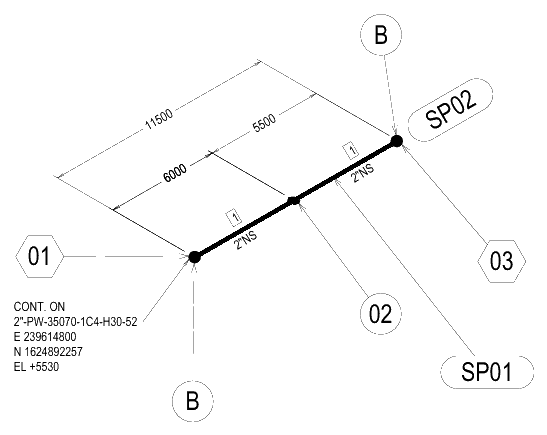 B
SP02
11500
5500
6000
1
2"NS
1
2"NS
01
03
CONT. ON
2"-PW-35070-1C4-H30-52
E 239614800
N 1624892257
EL +5530
02
SP01
B